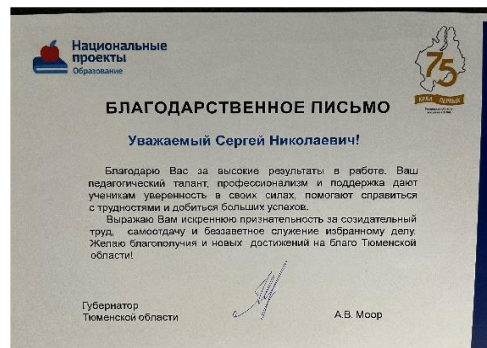 Национальные
проекты
Образование
75
КРАЙ ПЕРВЫХ
БЛАГОДАРСТВЕННОЕ ПИСЬМО
Уважаемый Сергей Николаевич!
Благодарю Вас за высокие результаты в работе. Ваш
педагогический талант, профессионализм и поддержка дают
ученикам уверенность в своих силах, помогают справиться
с трудностями и добиться больших успехов.
Выражаю Вам искреннюю признательность за созидательный
труд, самоотдачу и беззаветное служение избранному делу.
Желаю благополучия и новых достижений на благо Тюменской
области!
Губернатор
Тюменской области
А.В. Моор